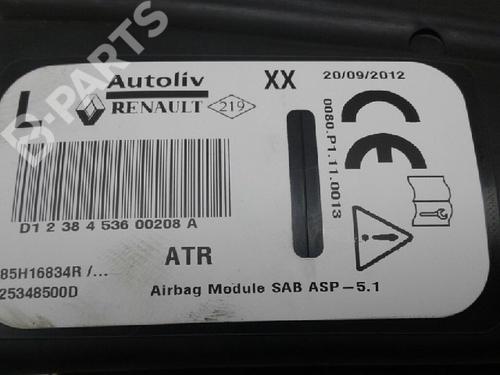 B-PARTS
Autoliv XX 20/09/2012
L RENAULT 219
0080.P1.11.0013
CE
D1 2 38 4 536 00208 A
85H16834R /...
ATR
25348500D
Airbag Module SAB ASP-5.1